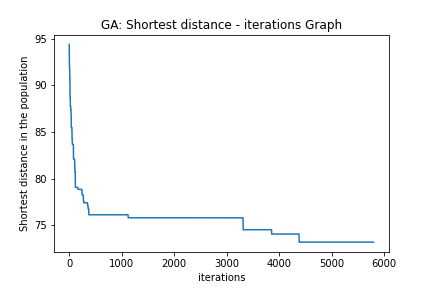 GA: Shortest distance - iterations Graph
95
90
85
80
75
Shortest distance in the population
0 1000 2000 3000 4000 5000 6000
iterations